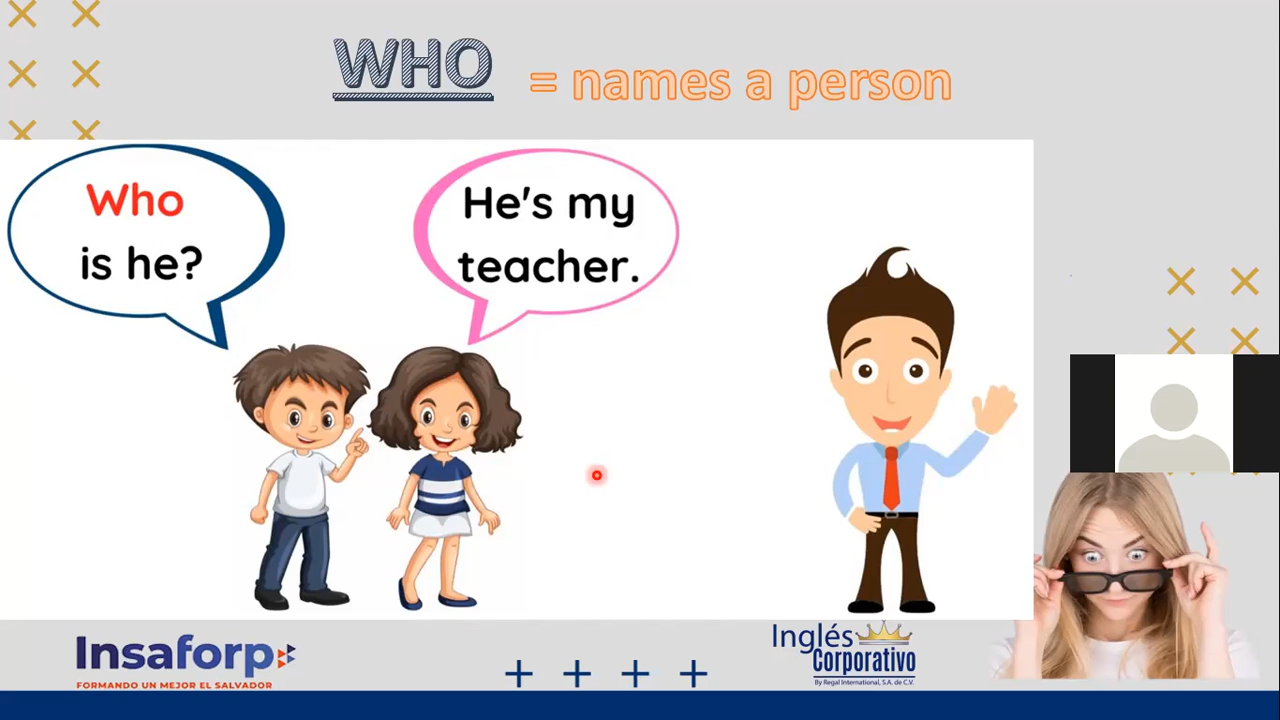 WHO = names a person
Who
is he?
He's my
teacher.
Insaforp
FORMANDO UN MEJOR EL SALVADOR
Inglés
Corporativo
By Regal International, S.A. de C.V.